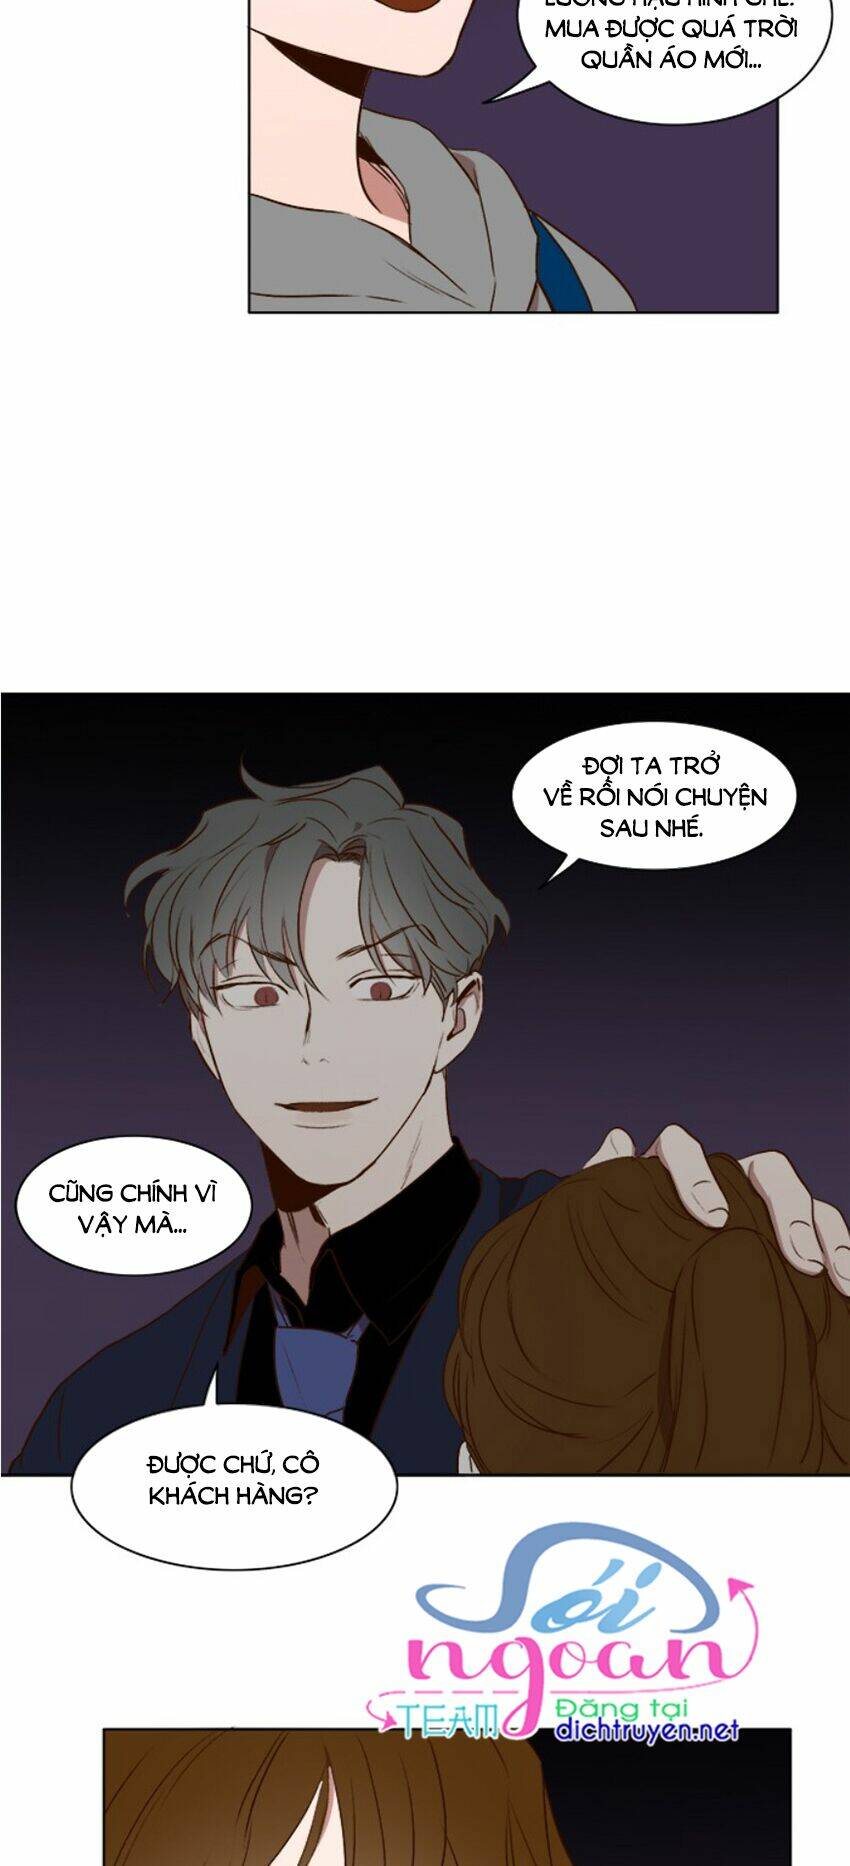 MUA ĐƯỢC QUÁ TRỜI
QUẦN ÁO MỚI...
ĐỢI TA TRỞ
VỀ RỒI NÓI CHUYỆN
SAU NHÉ.
CŨNG CHÍNH VÌ
VẬY MÀ...
ĐƯỢC CHỨ, CÔ
KHÁCH HÀNG?
Sói
ngoan
TEAM
Đăng tại
dichtruyen.net